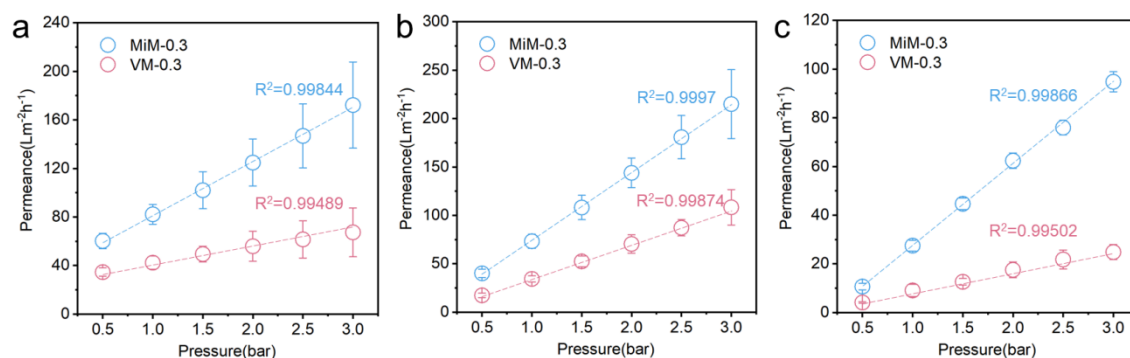 a
MiM-0.3
VM-0.3
R²=0.99844
R²=0.99489
Permeance(Lm⁻²h⁻¹)
240
200
160
120
80
40
0
0.5 1.0 1.5 2.0 2.5 3.0
Pressure(bar)
b
MiM-0.3
VM-0.3
R²=0.9997
R²=0.99874
Permeance(Lm⁻²h⁻¹)
300
250
200
150
100
50
0
0.5 1.0 1.5 2.0 2.5 3.0
Pressure(bar)
c
MiM-0.3
VM-0.3
R²=0.99866
R²=0.99502
Permeance(Lm⁻²h⁻¹)
120
100
80
60
40
20
0
0.5 1.0 1.5 2.0 2.5 3.0
Pressure(bar)